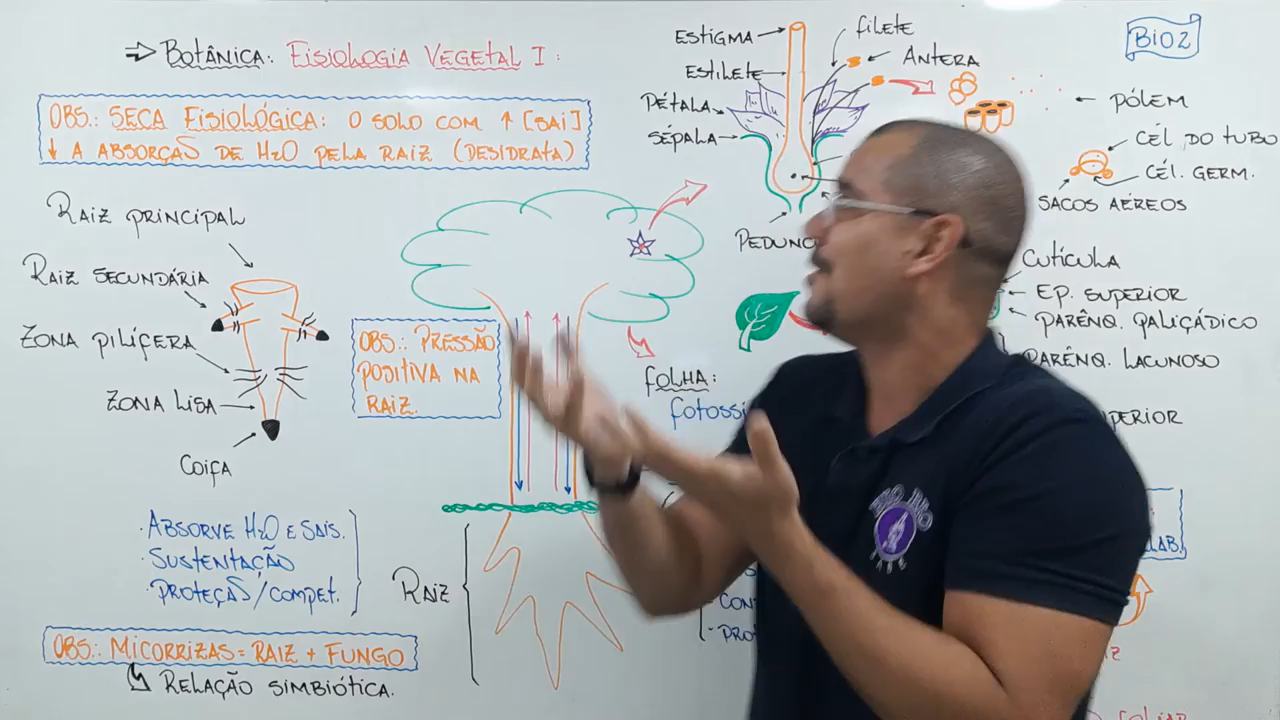 ⇒ BOTÂNICA: FISIOLOGIA VEGETAL I:
OBS.: SECA FISIOLÓGICA: O SOLO COM ↑ [SAI]
↓ A ABSORÇAS DE H2O PELA RAIZ (DESIDRATA)
RAIZ PRINCIPAL
RAIZ SECUNDÁRIA
ZONA PILÍFERA
ZONA LISA
COIFA
· ABSORVE H2O E SAIS.
· SUSTENTAÇÃO
· PROTEÇAS/COMPET.
OBS.: MICORRIZAS = RAIZ + FUNGO
RELAÇÃO SIMBIÓTICA.
OBS.: PRESSÃO
POSITIVA NA
RAIZ.
RAIZ
ESTIGMA
ESTILETE
PÉTALA
SÉPALA
FILETE
ANTERA
PÓLEM
CÉL. DO TUBO
CÉL. GERM.
SACOS AÉREOS
BIO2
FOLHA:
CUTÍCULA
EP. SUPERIOR
PARÊNQ. PALIÇÁDICO
PARÊNQ. LACUNOSO